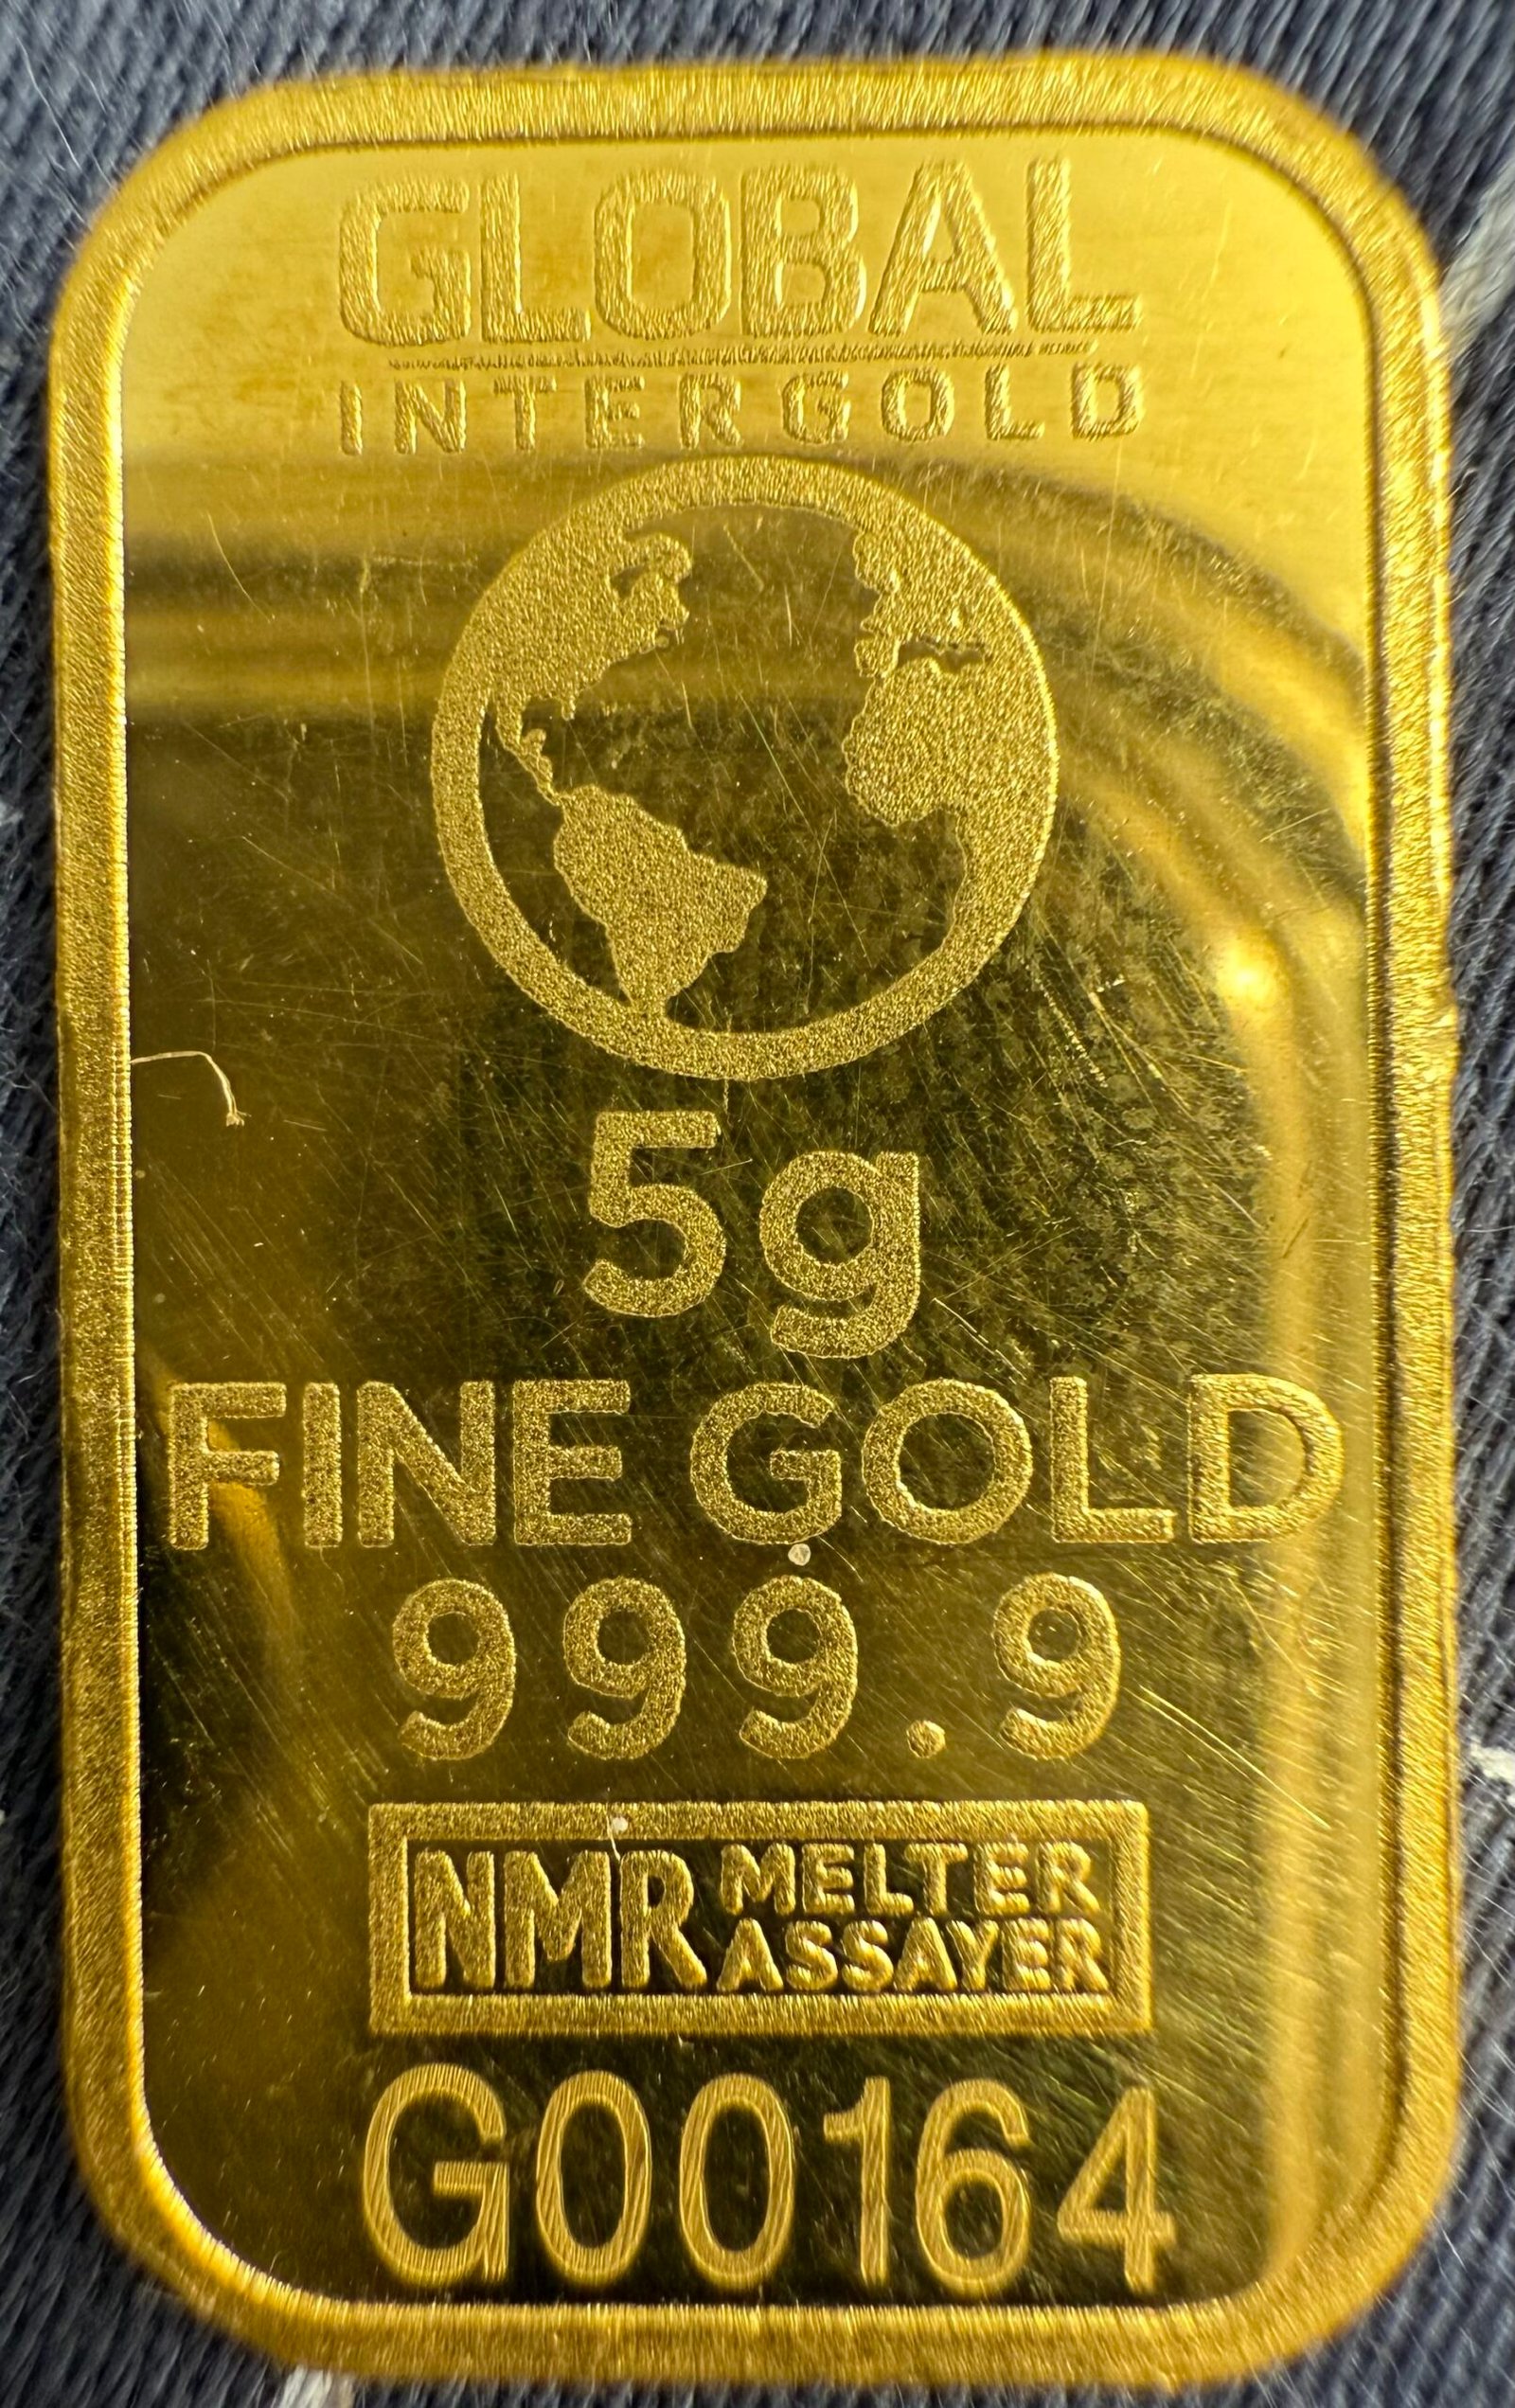 GLOBAL
INTERGOLD
5g
FINE GOLD
999.9
NMR MELTER
ASSAYER
G00164